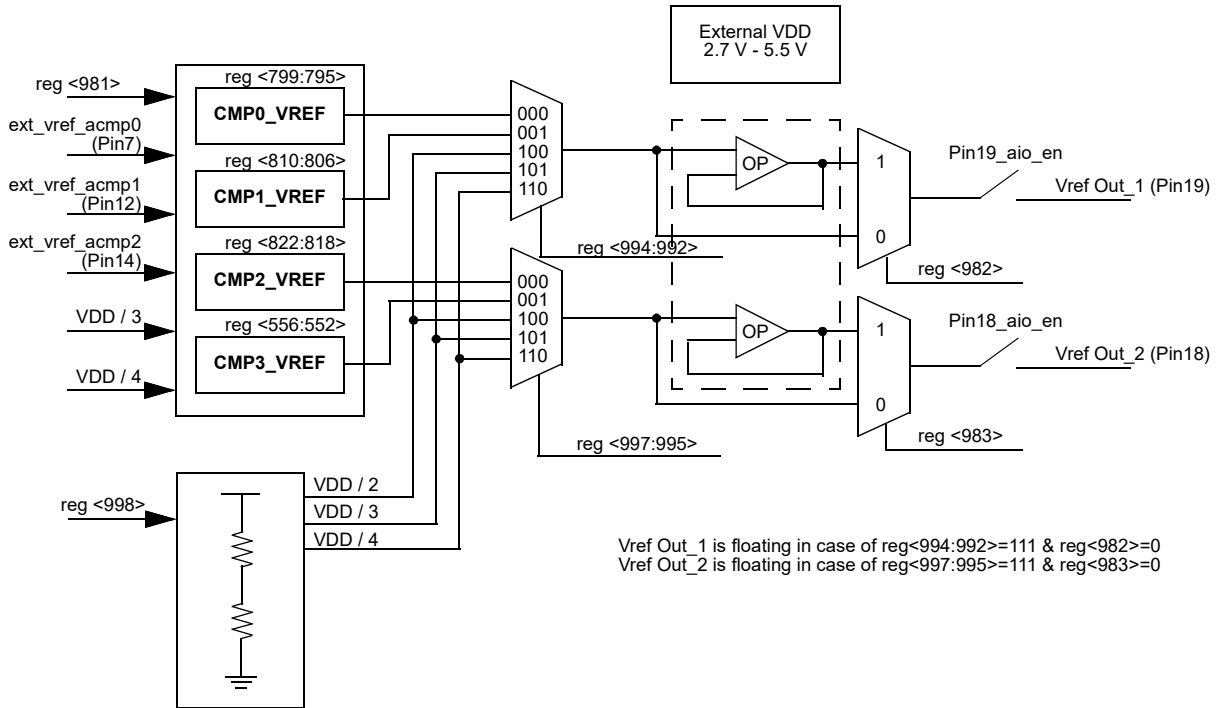 External VDD
2.7 V - 5.5 V
reg <981>
ext_vref_acmp0
(Pin7)
ext_vref_acmp1
(Pin12)
ext_vref_acmp2
(Pin14)
VDD / 3
VDD / 4
reg <799:795>
CMP0_VREF
reg <810:806>
CMP1_VREF
reg <822:818>
CMP2_VREF
reg <556:552>
CMP3_VREF
000
001
100
101
110
reg <994:992>
000
001
100
101
110
reg <997:995>
OP
OP
1
0
reg <982>
1
0
reg <983>
Pin19_aio_en
Vref Out_1 (Pin19)
Pin18_aio_en
Vref Out_2 (Pin18)
reg <998>
VDD / 2
VDD / 3
VDD / 4
Vref Out_1 is floating in case of reg<994:992>=111 & reg<982>=0
Vref Out_2 is floating in case of reg<997:995>=111 & reg<983>=0